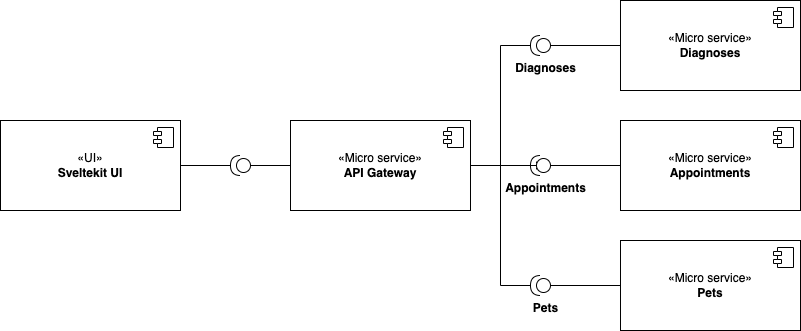 «Micro service»
Diagnoses
Diagnoses
«UI»
Sveltekit UI
«Micro service»
API Gateway
«Micro service»
Appointments
Appointments
«Micro service»
Pets
Pets